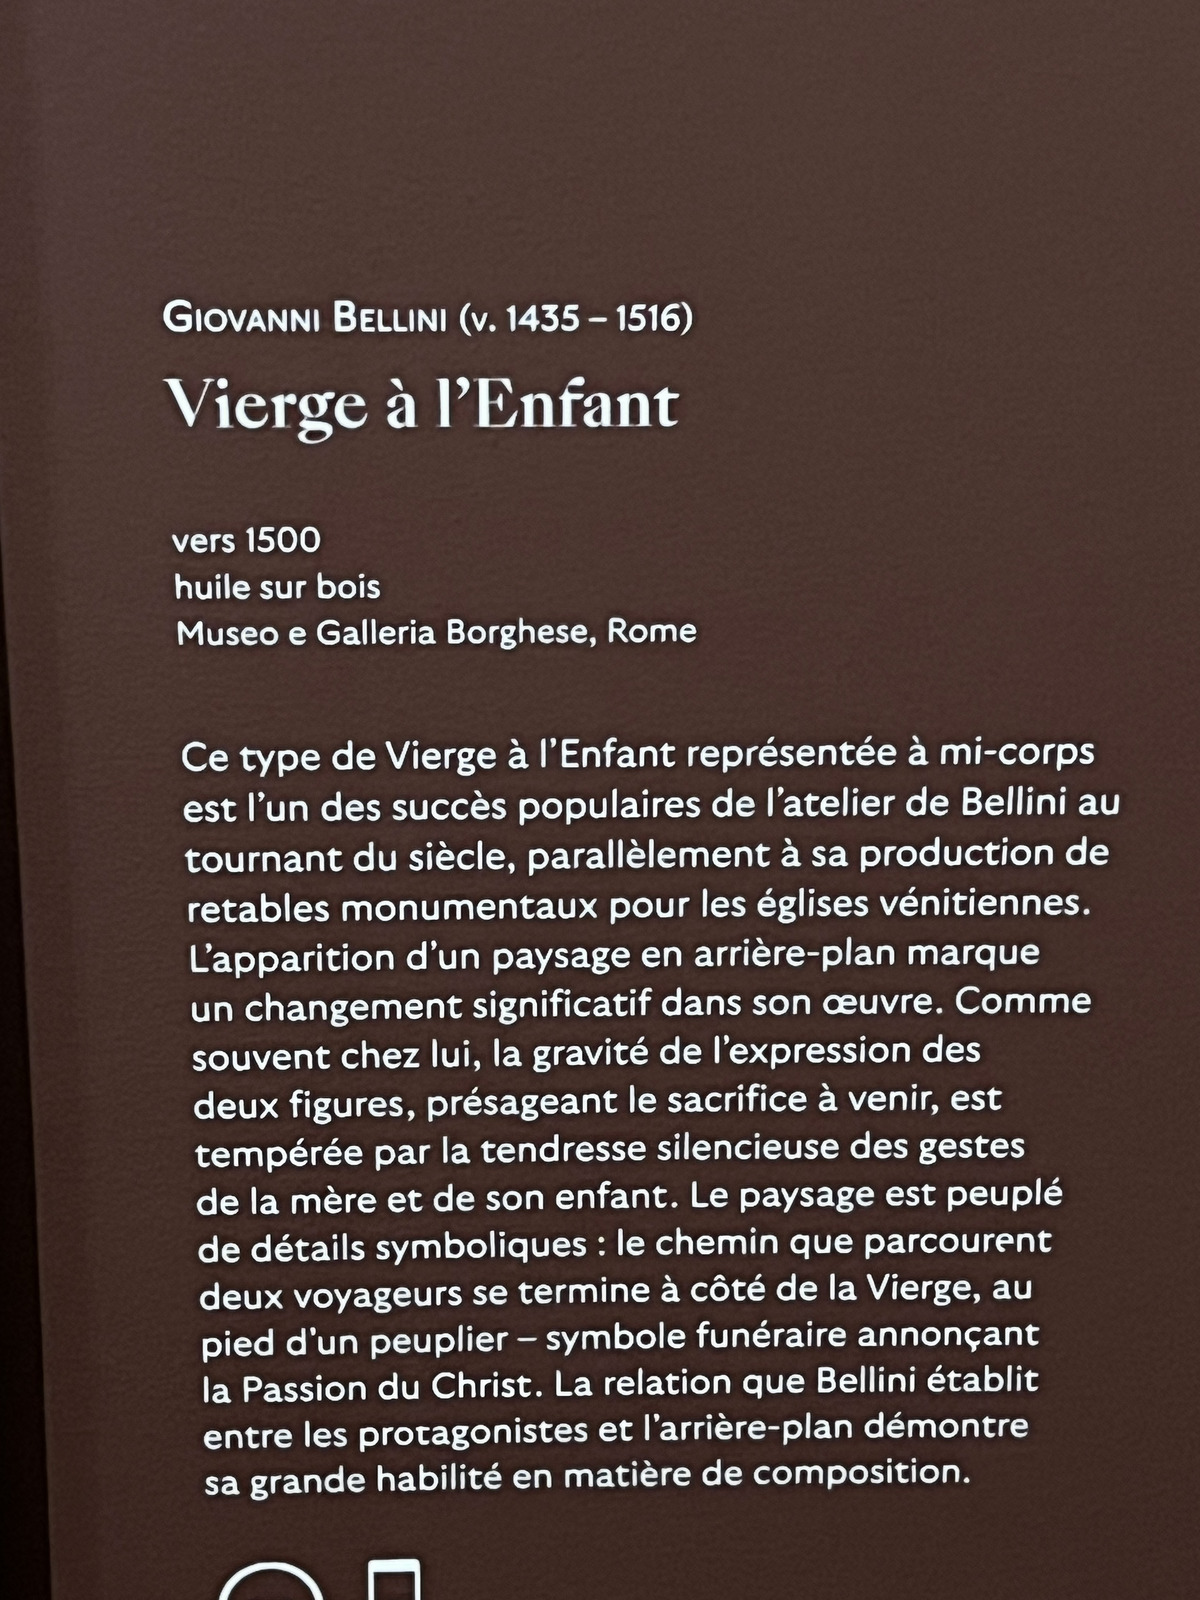 Giovanni Bellini (v. 1435 – 1516)
Vierge à l’Enfant
vers 1500
huile sur bois
Museo e Galleria Borghese, Rome
Ce type de Vierge à l’Enfant représentée à mi-corps
est l’un des succès populaires de l’atelier de Bellini au
tournant du siècle, parallèlement à sa production de
retables monumentaux pour les églises vénitiennes.
L’apparition d’un paysage en arrière-plan marque
un changement significatif dans son œuvre. Comme
souvent chez lui, la gravité de l’expression des
deux figures, présageant le sacrifice à venir, est
tempérée par la tendresse silencieuse des gestes
de la mère et de son enfant. Le paysage est peuplé
de détails symboliques : le chemin que parcourent
deux voyageurs se termine à côté de la Vierge, au
pied d’un peuplier – symbole funéraire annonçant
la Passion du Christ. La relation que Bellini établit
entre les protagonistes et l’arrière-plan démontre
sa grande habilité en matière de composition.